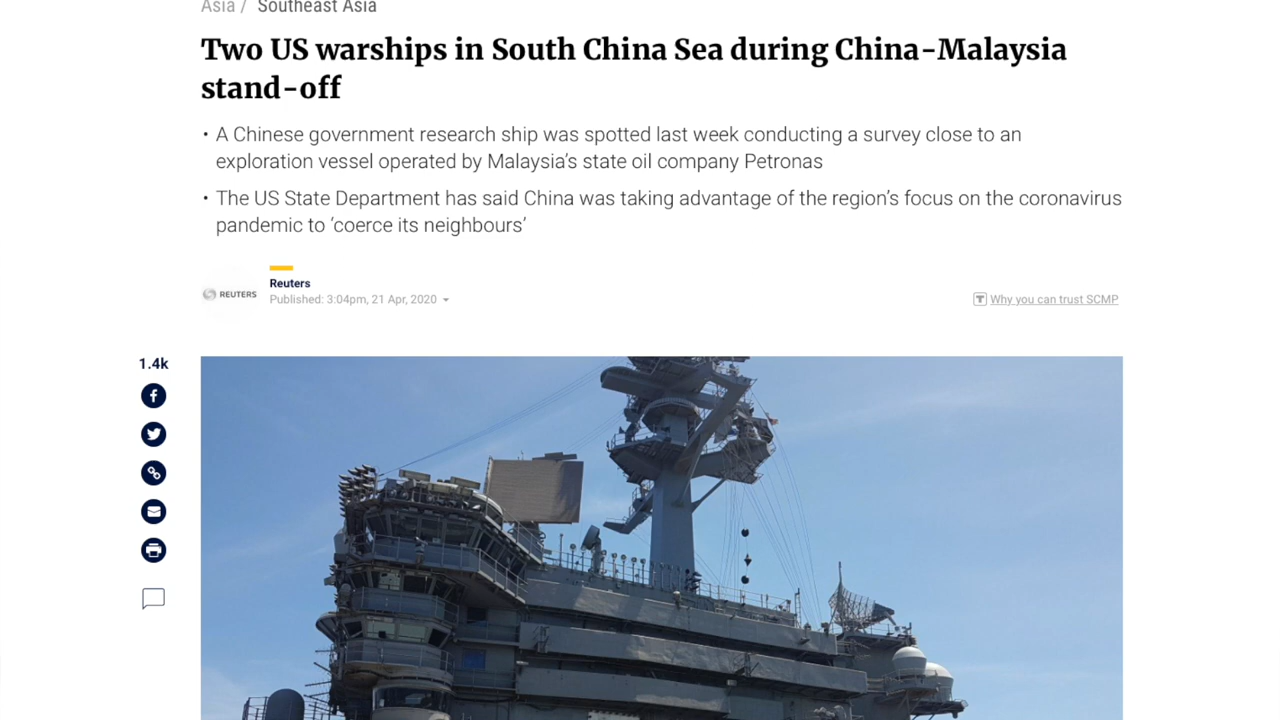 Asia / Southeast Asia
Two US warships in South China Sea during China-Malaysia
stand-off
• A Chinese government research ship was spotted last week conducting a survey close to an
exploration vessel operated by Malaysia’s state oil company Petronas
• The US State Department has said China was taking advantage of the region’s focus on the coronavirus
pandemic to ‘coerce its neighbours’
REUTERS
Reuters
Published: 3:04pm, 21 Apr, 2020
T Why you can trust SCMP
1.4k